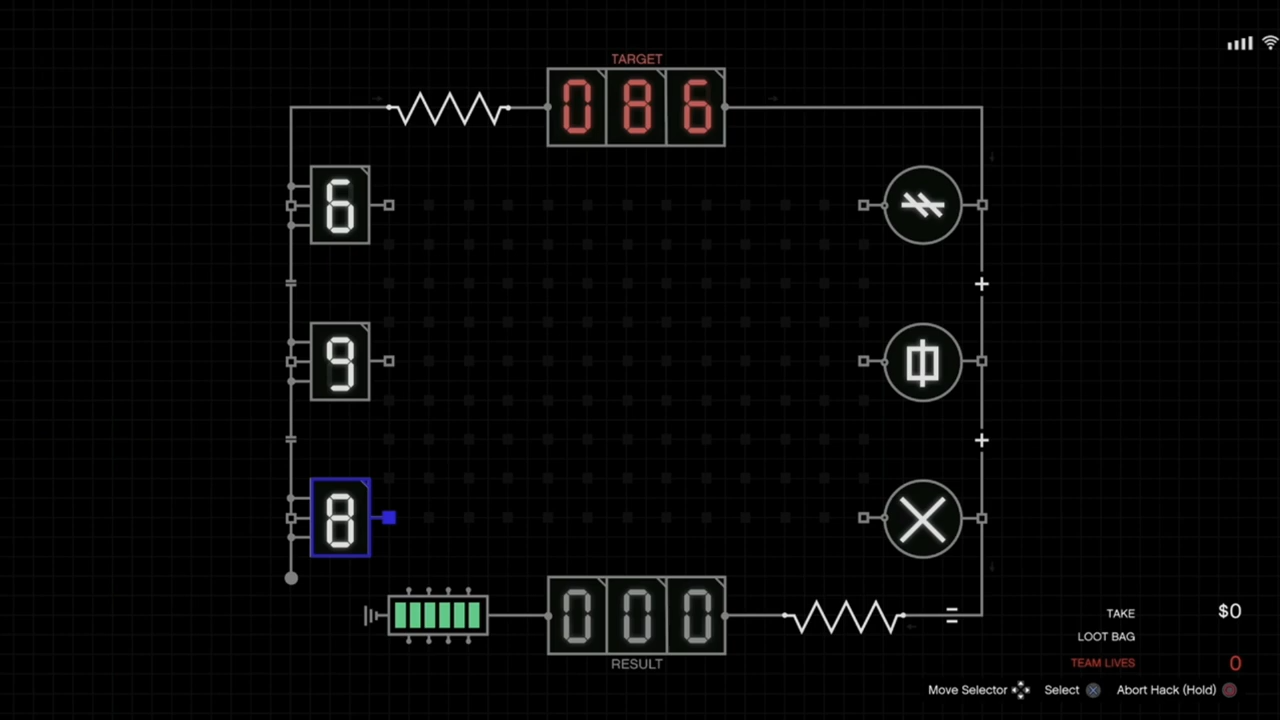 TARGET
086
6
9
+
8
+
000
=
RESULT
TAKE $0
LOOT BAG
TEAM LIVES 0
Move Selector Select Abort Hack (Hold)